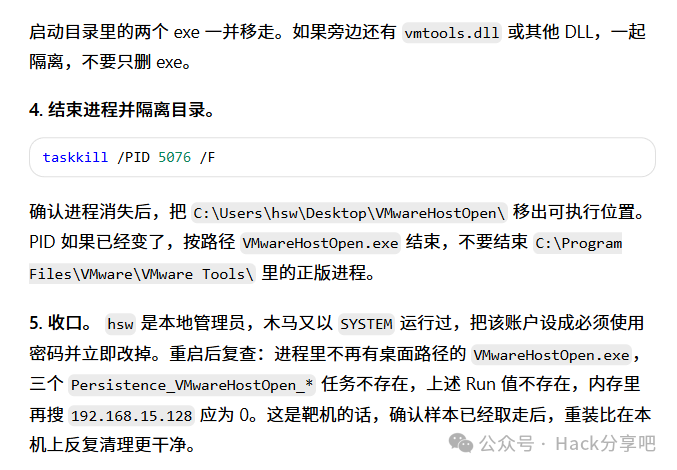 启动目录里的两个 exe 一并移走。如果旁边还有 vmtools.dll 或其他 DLL，一起
隔离，不要只删 exe。
4. 结束进程并隔离目录。
taskkill /PID 5076 /F
确认进程消失后，把 C:\Users\hsw\Desktop\VMwareHostOpen\ 移出可执行位置。
PID 如果已经变了，按路径 VMwareHostOpen.exe 结束，不要结束 C:\Program
Files\VMware\VMware Tools\ 里的正版进程。
5. 收口。 hsw 是本地管理员，木马又以 SYSTEM 运行过，把该账户设成必须使用
密码并立即改掉。重启后复查：进程里不再有桌面路径的 VMwareHostOpen.exe，
三个 Persistence_VMwareHostOpen_* 任务不存在，上述 Run 值不存在，内存里
再搜 192.168.15.128 应为 0。这是靶机的话，确认样本已经取走后，重装比在本
机上反复清理更干净。
公众号 · Hack分享吧